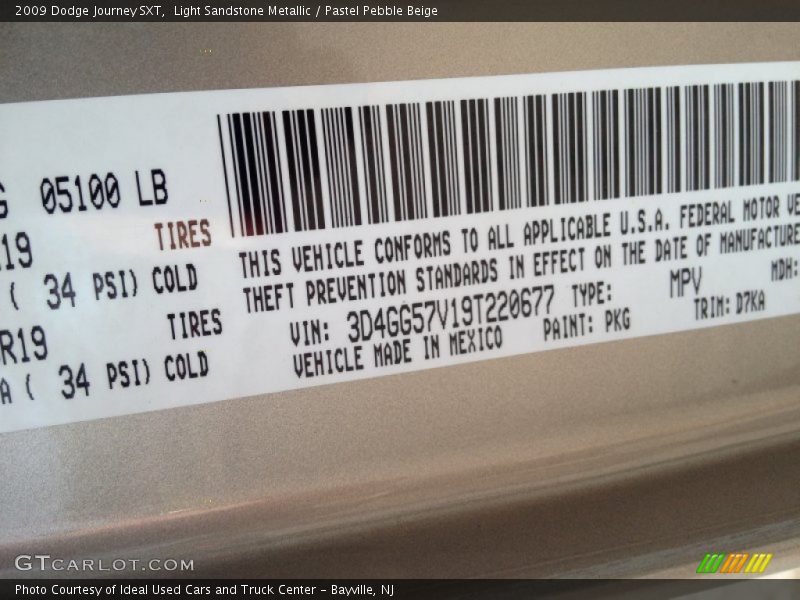 2009 Dodge Journey SXT,  Light Sandstone Metallic / Pastel Pebble Beige
05100 LB
TIRES
( 34 PSI) COLD
R19
TIRES
A ( 34 PSI) COLD
THIS VEHICLE CONFORMS TO ALL APPLICABLE U.S.A. FEDERAL MOTOR
THEFT PREVENTION STANDARDS IN EFFECT ON THE DATE OF MANUFACTURE
VIN: 3D4GG57V19T220677 TYPE: MPV MDH:
VEHICLE MADE IN MEXICO PAINT: PKG TRIM: D7KA
GTCARLOT.COM
Photo Courtesy of Ideal Used Cars and Truck Center - Bayville, NJ